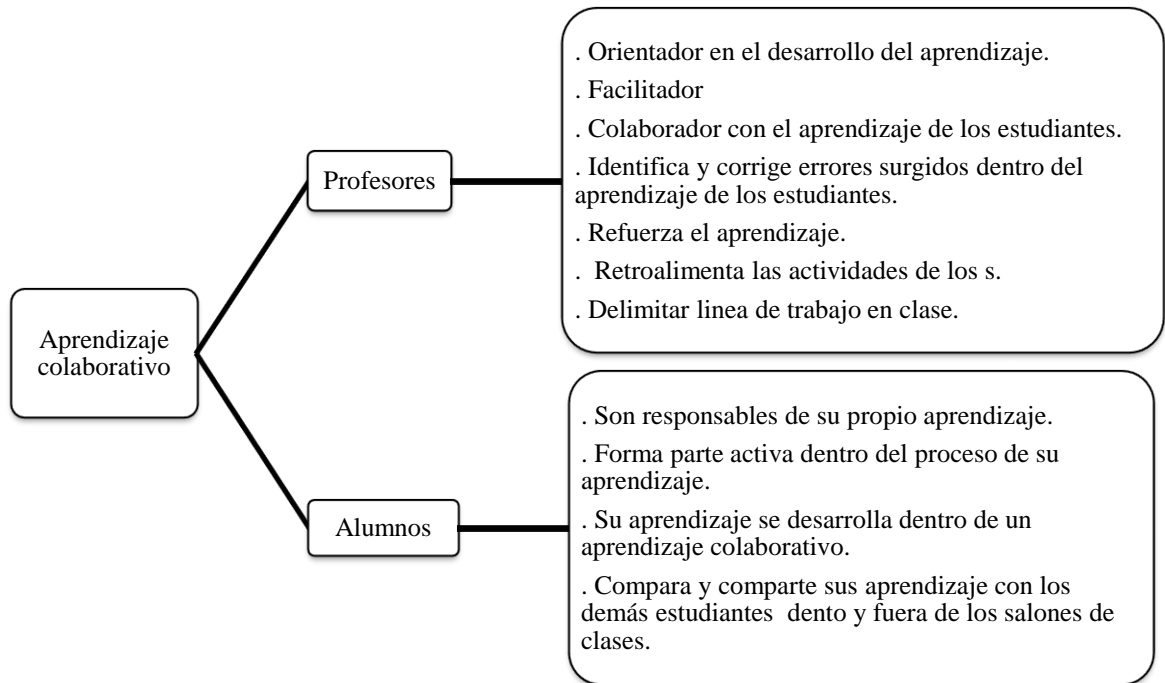 Aprendizaje
colaborativo
Profesores
. Orientador en el desarrollo del aprendizaje.
. Facilitador
. Colaborador con el aprendizaje de los estudiantes.
. Identifica y corrige errores surgidos dentro del
aprendizaje de los estudiantes.
. Refuerza el aprendizaje.
. Retroalimenta las actividades de los s.
. Delimitar linea de trabajo en clase.
Alumnos
. Son responsables de su propio aprendizaje.
. Forma parte activa dentro del proceso de su
aprendizaje.
. Su aprendizaje se desarrolla dentro de un
aprendizaje colaborativo.
. Compara y comparte sus aprendizaje con los
demás estudiantes dento y fuera de los salones de
clases.